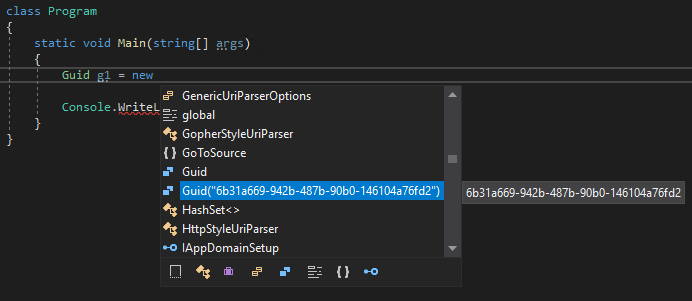 class Program
{
static void Main(string[] args)
{
Guid g1 = new
GenericUriParserOptions
Console.WriteL
global
}
GopherStyleUriParser
}
{ } GoToSource
Guid
Guid("6b31a669-942b-487b-90b0-146104a76fd2")
6b31a669-942b-487b-90b0-146104a76fd2
HashSet<>
HttpStyleUriParser
IAppDomainSetup
{ }